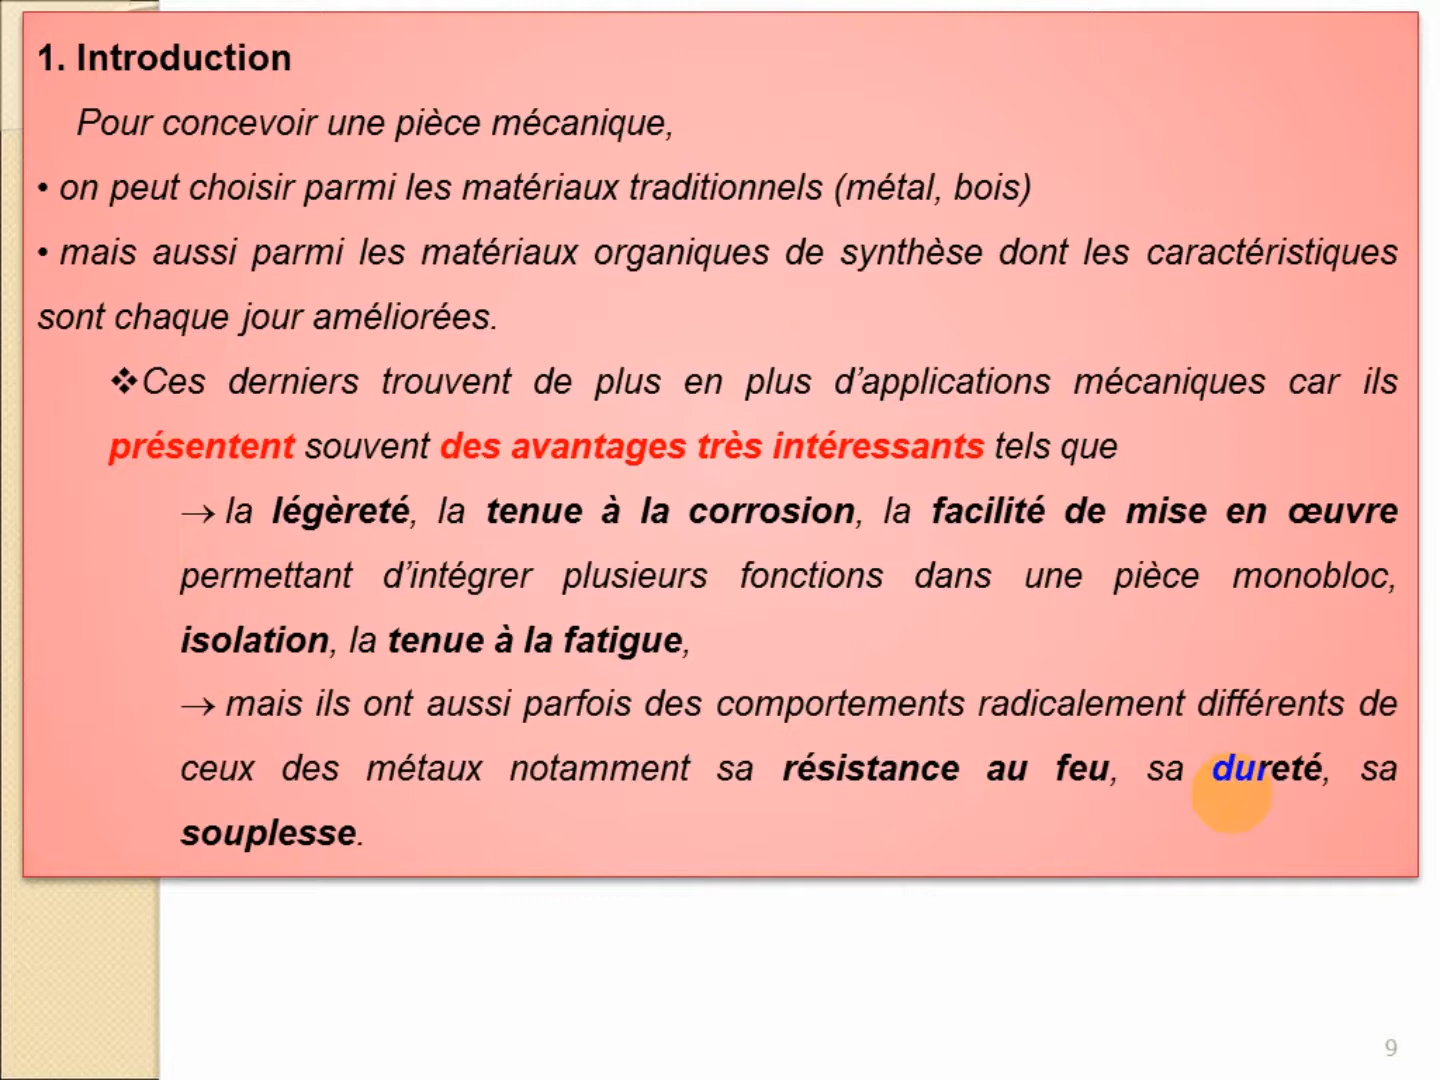 1. Introduction
Pour concevoir une pièce mécanique,
• on peut choisir parmi les matériaux traditionnels (métal, bois)
• mais aussi parmi les matériaux organiques de synthèse dont les caractéristiques
sont chaque jour améliorées.
❖Ces derniers trouvent de plus en plus d’applications mécaniques car ils
présentent souvent des avantages très intéressants tels que
→ la légèreté, la tenue à la corrosion, la facilité de mise en œuvre
permettant d’intégrer plusieurs fonctions dans une pièce monobloc,
isolation, la tenue à la fatigue,
→ mais ils ont aussi parfois des comportements radicalement différents de
ceux des métaux notamment sa résistance au feu, sa dureté, sa
souplesse.
9